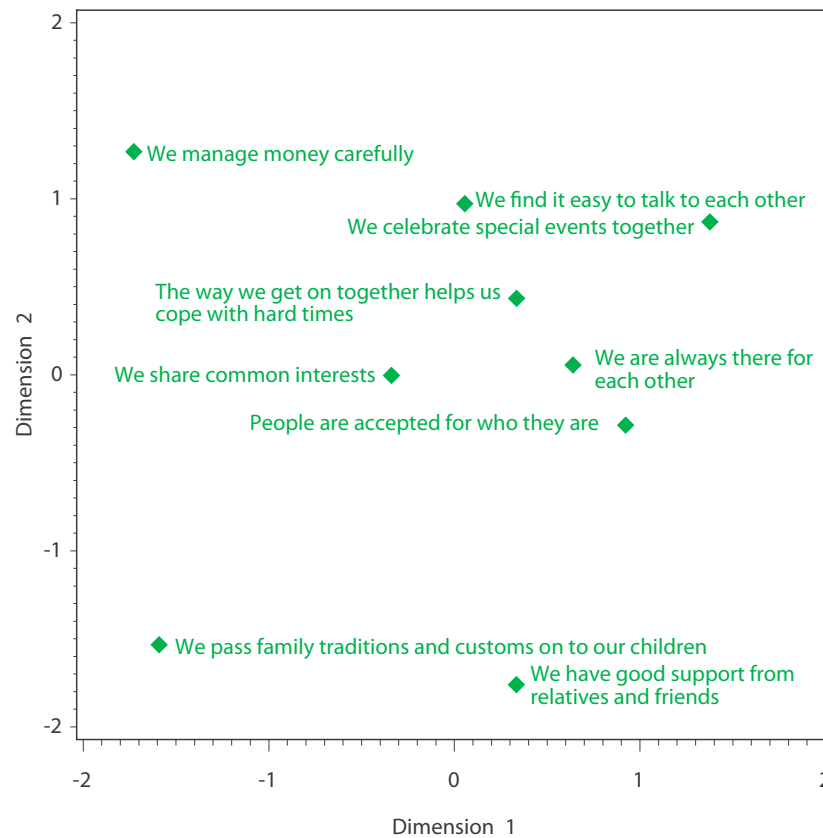 2
We manage money carefully
1
We find it easy to talk to each other
We celebrate special events together
The way we get on together helps us
cope with hard times
Dimension 2
0
We share common interests
We are always there for
each other
People are accepted for who they are
-1
We pass family traditions and customs on to our children
We have good support from
relatives and friends
-2
-2
-1
0
1
2
Dimension 1